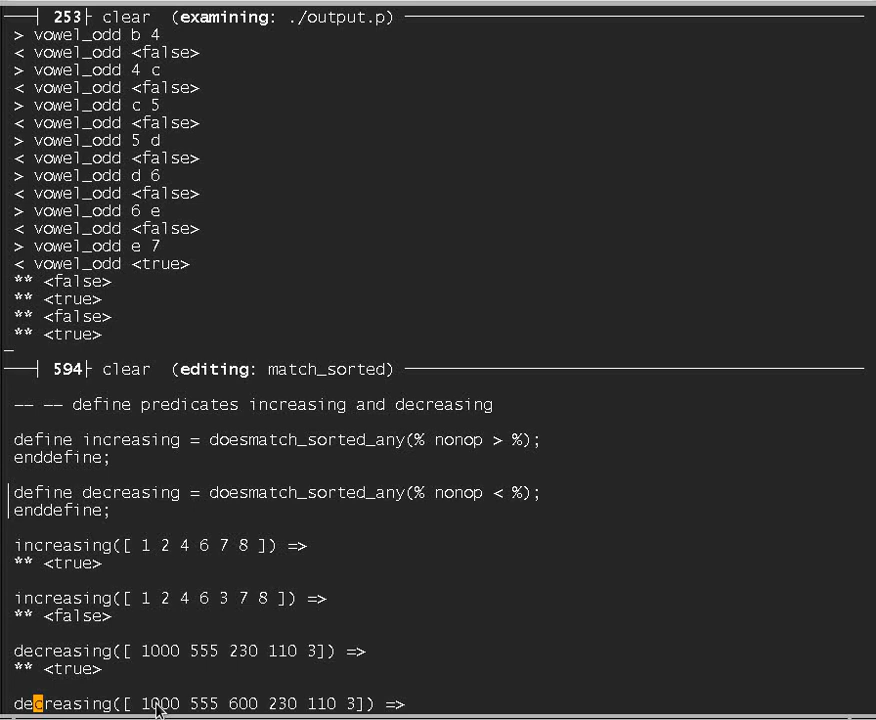 253 clear (examining: ./output.p)
> vowel_odd b 4
< vowel_odd <false>
> vowel_odd 4 c
< vowel_odd <false>
> vowel_odd c 5
< vowel_odd <false>
> vowel_odd 5 d
< vowel_odd <false>
> vowel_odd d 6
< vowel_odd <false>
> vowel_odd 6 e
< vowel_odd <false>
> vowel_odd e 7
< vowel_odd <true>
** <false>
** <true>
** <false>
** <true>
594 clear (editing: match_sorted)
-- -- define predicates increasing and decreasing
define increasing = doesmatch_sorted_any(% nonop > %);
enddefine;
define decreasing = doesmatch_sorted_any(% nonop < %);
enddefine;
increasing([ 1 2 4 6 7 8 ]) =>
** <true>
increasing([ 1 2 4 6 3 7 8 ]) =>
** <false>
decreasing([ 1000 555 230 110 3]) =>
** <true>
decreasing([ 1000 555 600 230 110 3]) =>